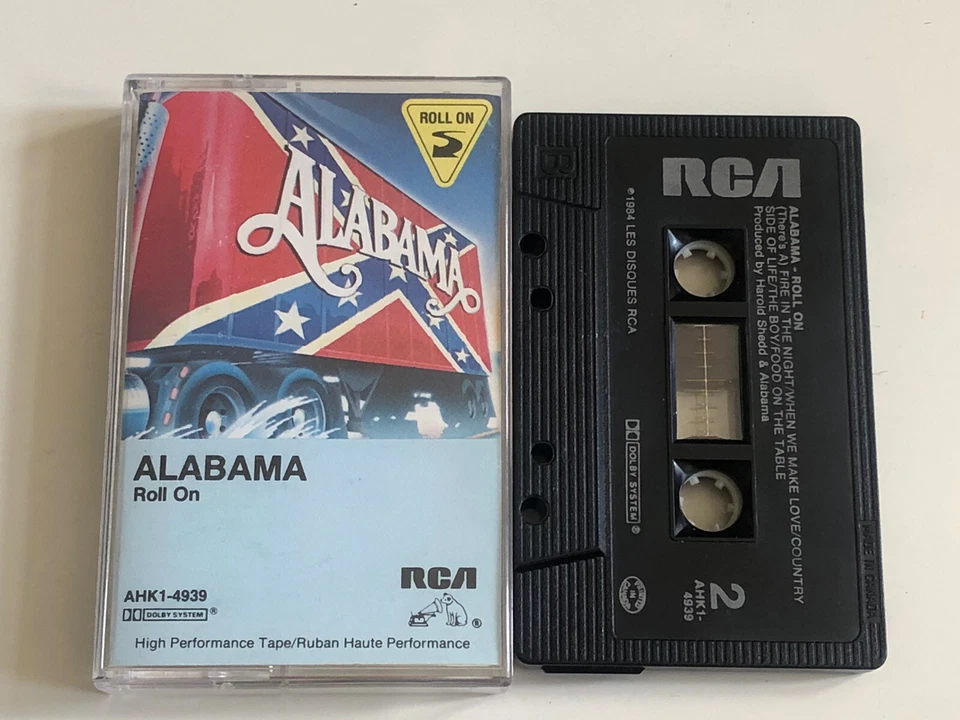 ROLL ON
ALABAMA
ALABAMA
Roll On
RCA
AHK1-4939
DOLBY SYSTEM ®
®
High Performance Tape/Ruban Haute Performance
B
RCA
ALABAMA - ROLL ON
(There's A) FIRE IN THE NIGHT/WHEN WE MAKE LOVE/COUNTRY
SIDE OF LIFE/THE BOY/FOOD ON THE TABLE
Produced by Harold Shedd & Alabama
℗1984 LES DISQUES RCA
DOLBY SYSTEM ®
2
AHK1-
4939
MADE IN CANADA